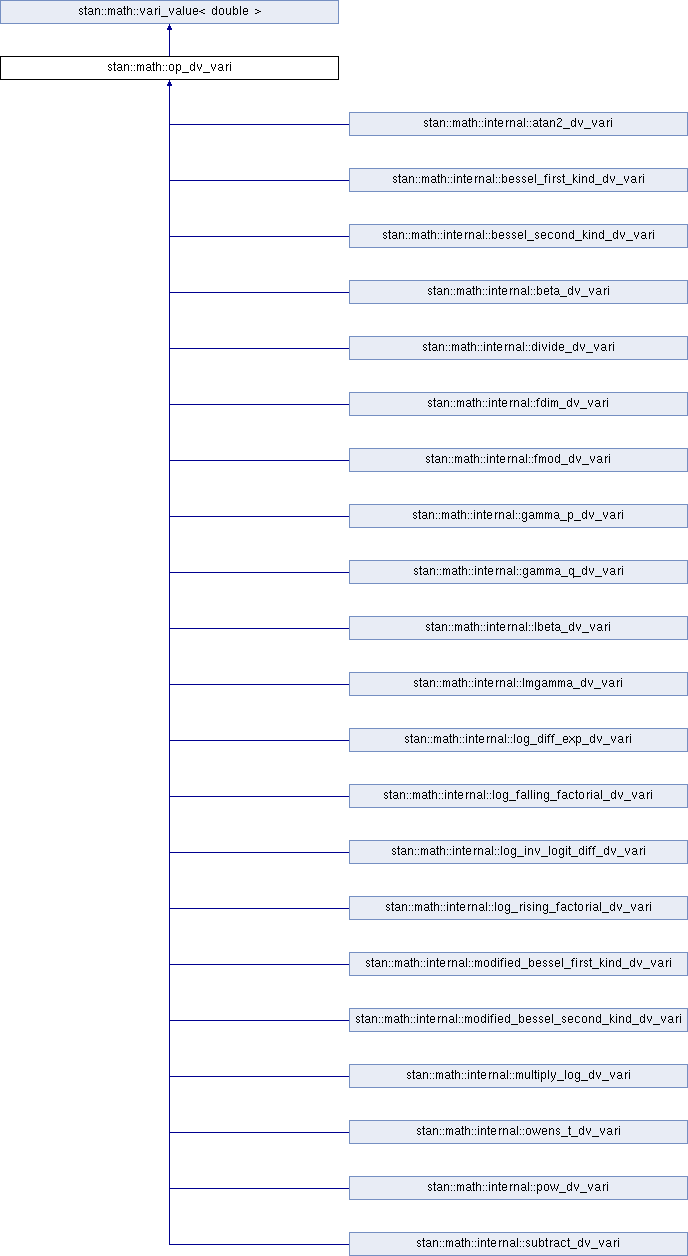 stan::math::vari_value< double >
stan::math::op_dv_vari
stan::math::internal::atan2_dv_vari
stan::math::internal::bessel_first_kind_dv_vari
stan::math::internal::bessel_second_kind_dv_vari
stan::math::internal::beta_dv_vari
stan::math::internal::divide_dv_vari
stan::math::internal::fdim_dv_vari
stan::math::internal::fmod_dv_vari
stan::math::internal::gamma_p_dv_vari
stan::math::internal::gamma_q_dv_vari
stan::math::internal::lbeta_dv_vari
stan::math::internal::lmgamma_dv_vari
stan::math::internal::log_diff_exp_dv_vari
stan::math::internal::log_falling_factorial_dv_vari
stan::math::internal::log_inv_logit_diff_dv_vari
stan::math::internal::log_rising_factorial_dv_vari
stan::math::internal::modified_bessel_first_kind_dv_vari
stan::math::internal::modified_bessel_second_kind_dv_vari
stan::math::internal::multiply_log_dv_vari
stan::math::internal::owens_t_dv_vari
stan::math::internal::pow_dv_vari
stan::math::internal::subtract_dv_vari